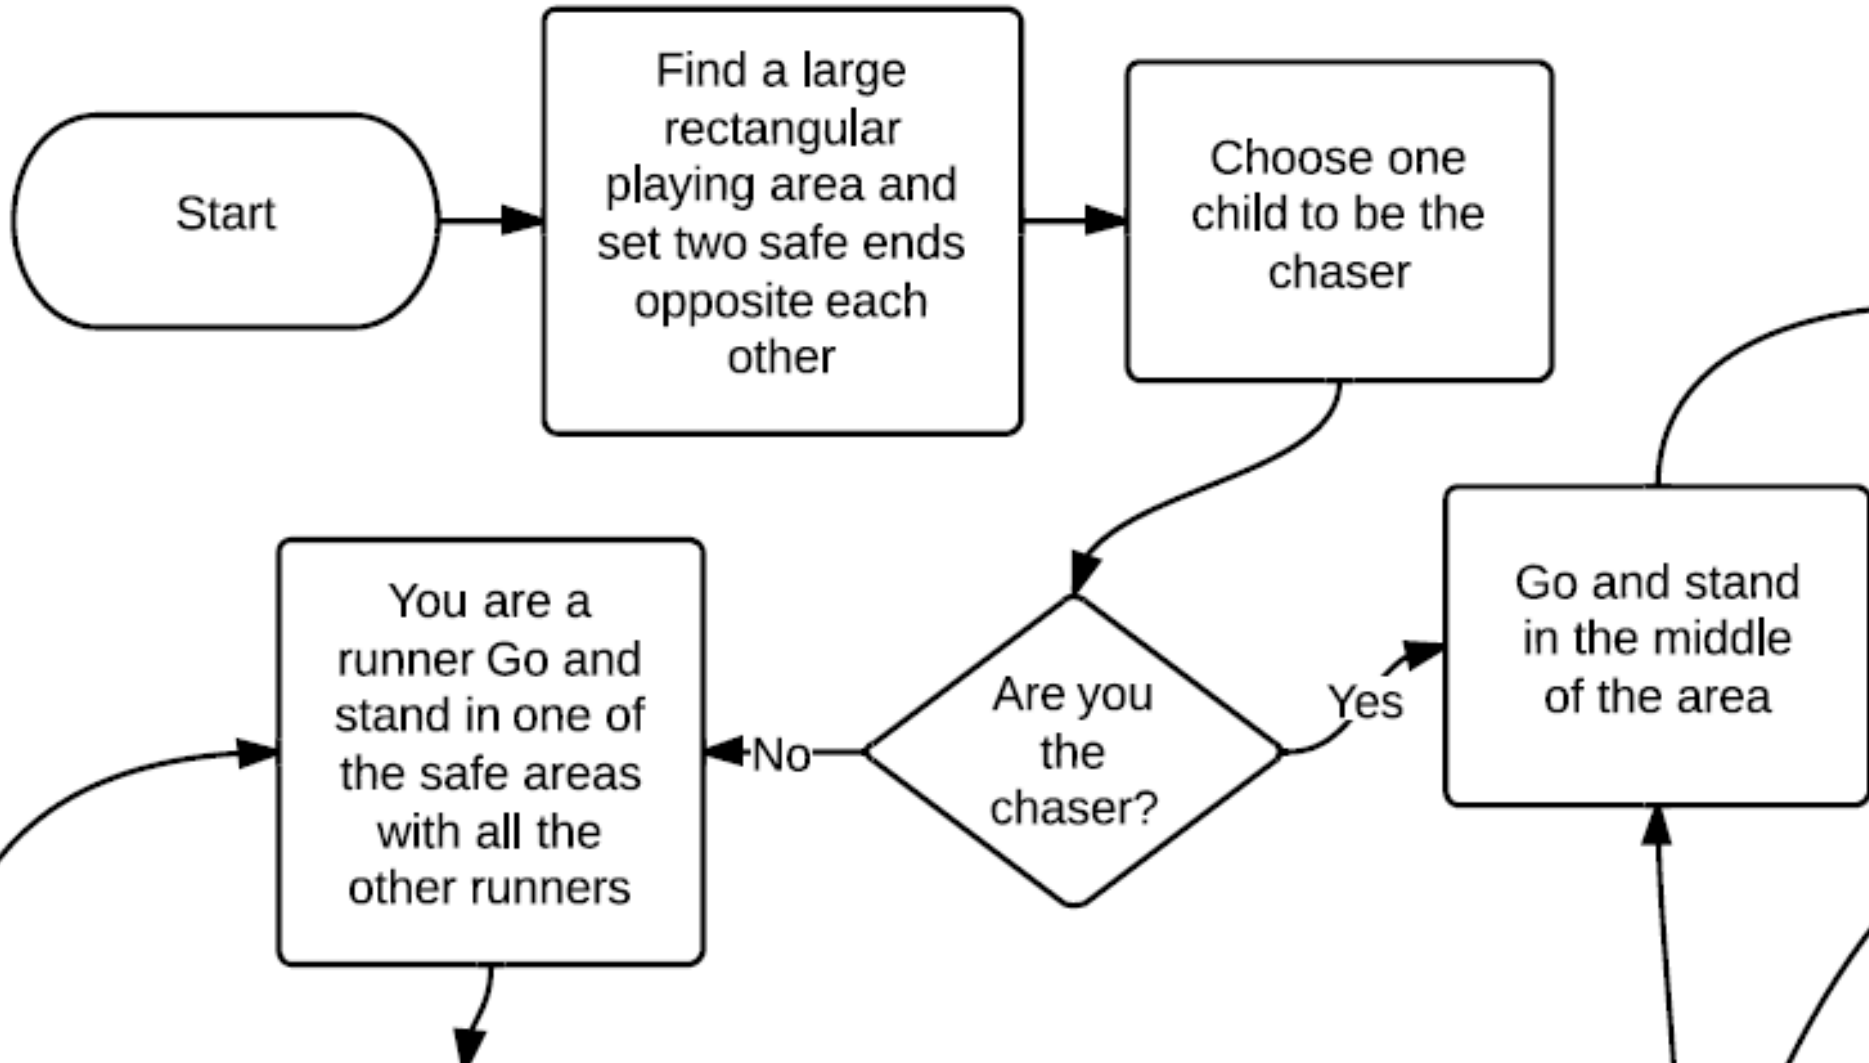 Start
Find a large
rectangular
playing area and
set two safe ends
opposite each
other
Choose one
child to be the
chaser
You are a
runner Go and
stand in one of
the safe areas
with all the
other runners
No
Are you
the
chaser?
Yes
Go and stand
in the middle
of the area